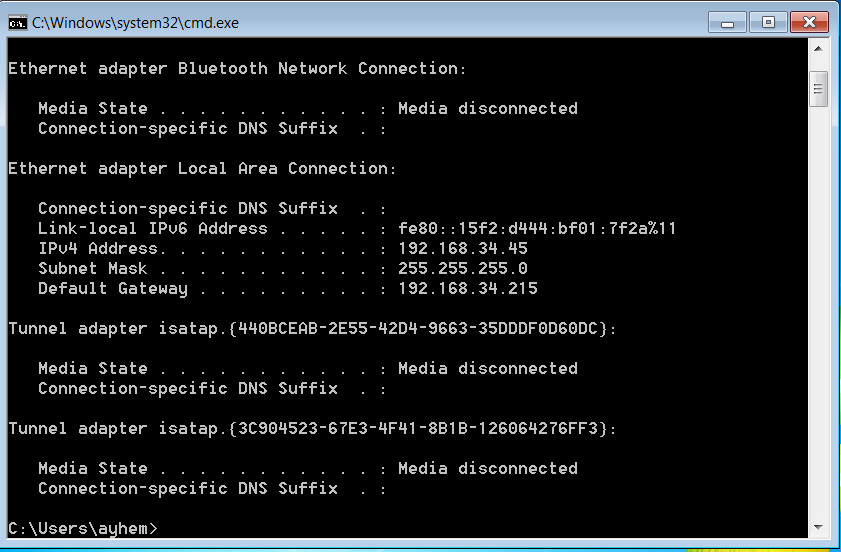 C:\Windows\system32\cmd.exe
Ethernet adapter Bluetooth Network Connection:
   Media State . . . . . . . . . . . : Media disconnected
   Connection-specific DNS Suffix  . :
Ethernet adapter Local Area Connection:
   Connection-specific DNS Suffix  . :
   Link-local IPv6 Address . . . . . : fe80::15f2:d444:bf01:7f2a%11
   IPv4 Address. . . . . . . . . . . : 192.168.34.45
   Subnet Mask . . . . . . . . . . . : 255.255.255.0
   Default Gateway . . . . . . . . . : 192.168.34.215
Tunnel adapter isatap.{440BCEAB-2E55-42D4-9663-35DDDF0D60DC}:
   Media State . . . . . . . . . . . : Media disconnected
   Connection-specific DNS Suffix  . :
Tunnel adapter isatap.{3C904523-67E3-4F41-8B1B-126064276FF3}:
   Media State . . . . . . . . . . . : Media disconnected
   Connection-specific DNS Suffix  . :
C:\Users\ayhem>